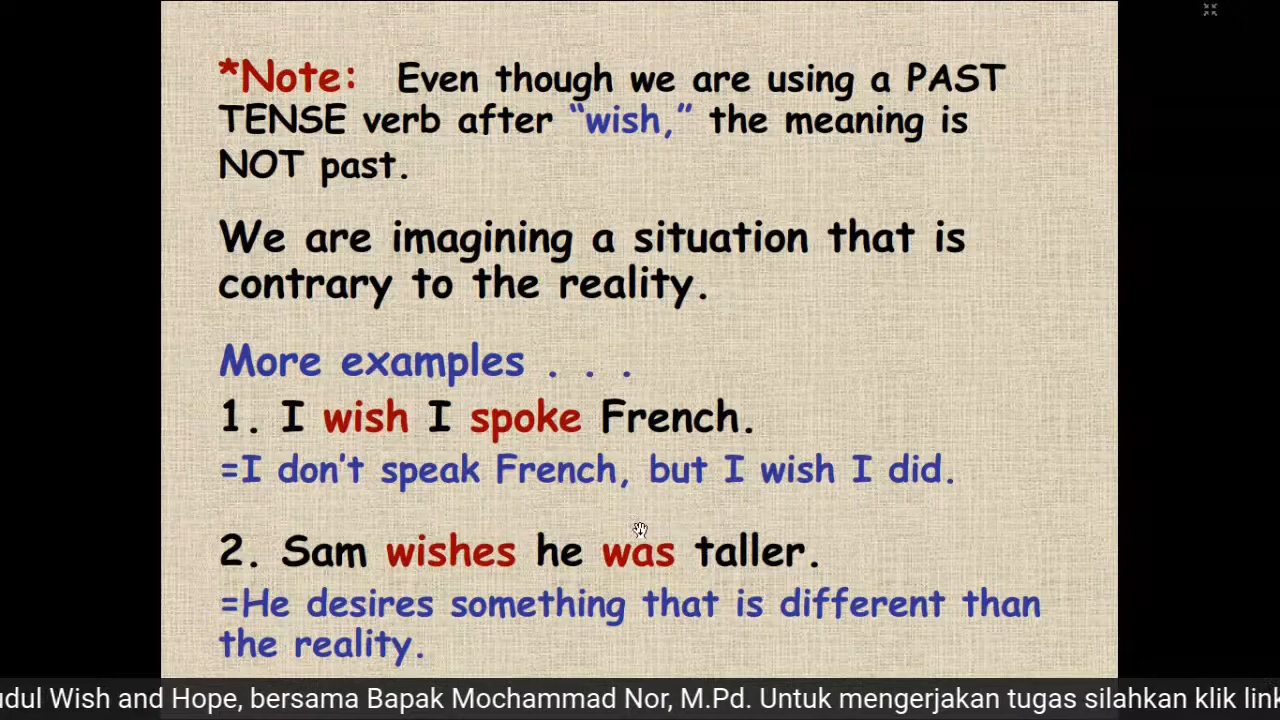 *Note: Even though we are using a PAST
TENSE verb after “wish,” the meaning is
NOT past.
We are imagining a situation that is
contrary to the reality.
More examples . . .
1. I wish I spoke French.
=I don’t speak French, but I wish I did.
2. Sam wishes he was taller.
=He desires something that is different than
the reality.
Wish and Hope, bersama Bapak Mochammad Nor, M.Pd. Untuk mengerjakan tugas silahkan klik link